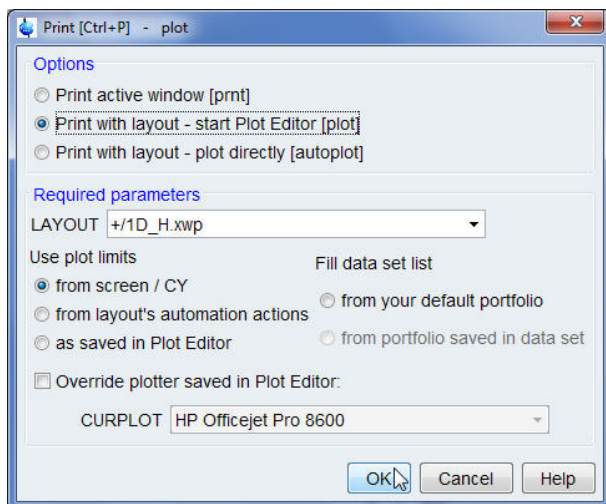 Print [Ctrl+P] - plot
Options
Print active window [prnt]
Print with layout - start Plot Editor [plot]
Print with layout - plot directly [autoplot]
Required parameters
LAYOUT +/1D_H.xwp
Use plot limits
Fill data set list
from screen / CY
from your default portfolio
from layout's automation actions
from portfolio saved in data set
as saved in Plot Editor
Override plotter saved in Plot Editor:
CURPLOT HP Officejet Pro 8600
OK Cancel Help